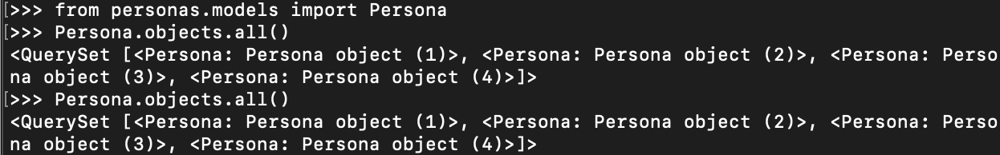 [>>> from personas.models import Persona
[>>> Persona.objects.all()
<QuerySet [<Persona: Persona object (1)>, <Persona: Persona object (2)>, <Persona: Perso
na object (3)>, <Persona: Persona object (4)>]>
[>>> Persona.objects.all()
<QuerySet [<Persona: Persona object (1)>, <Persona: Persona object (2)>, <Persona: Perso
na object (3)>, <Persona: Persona object (4)>]>